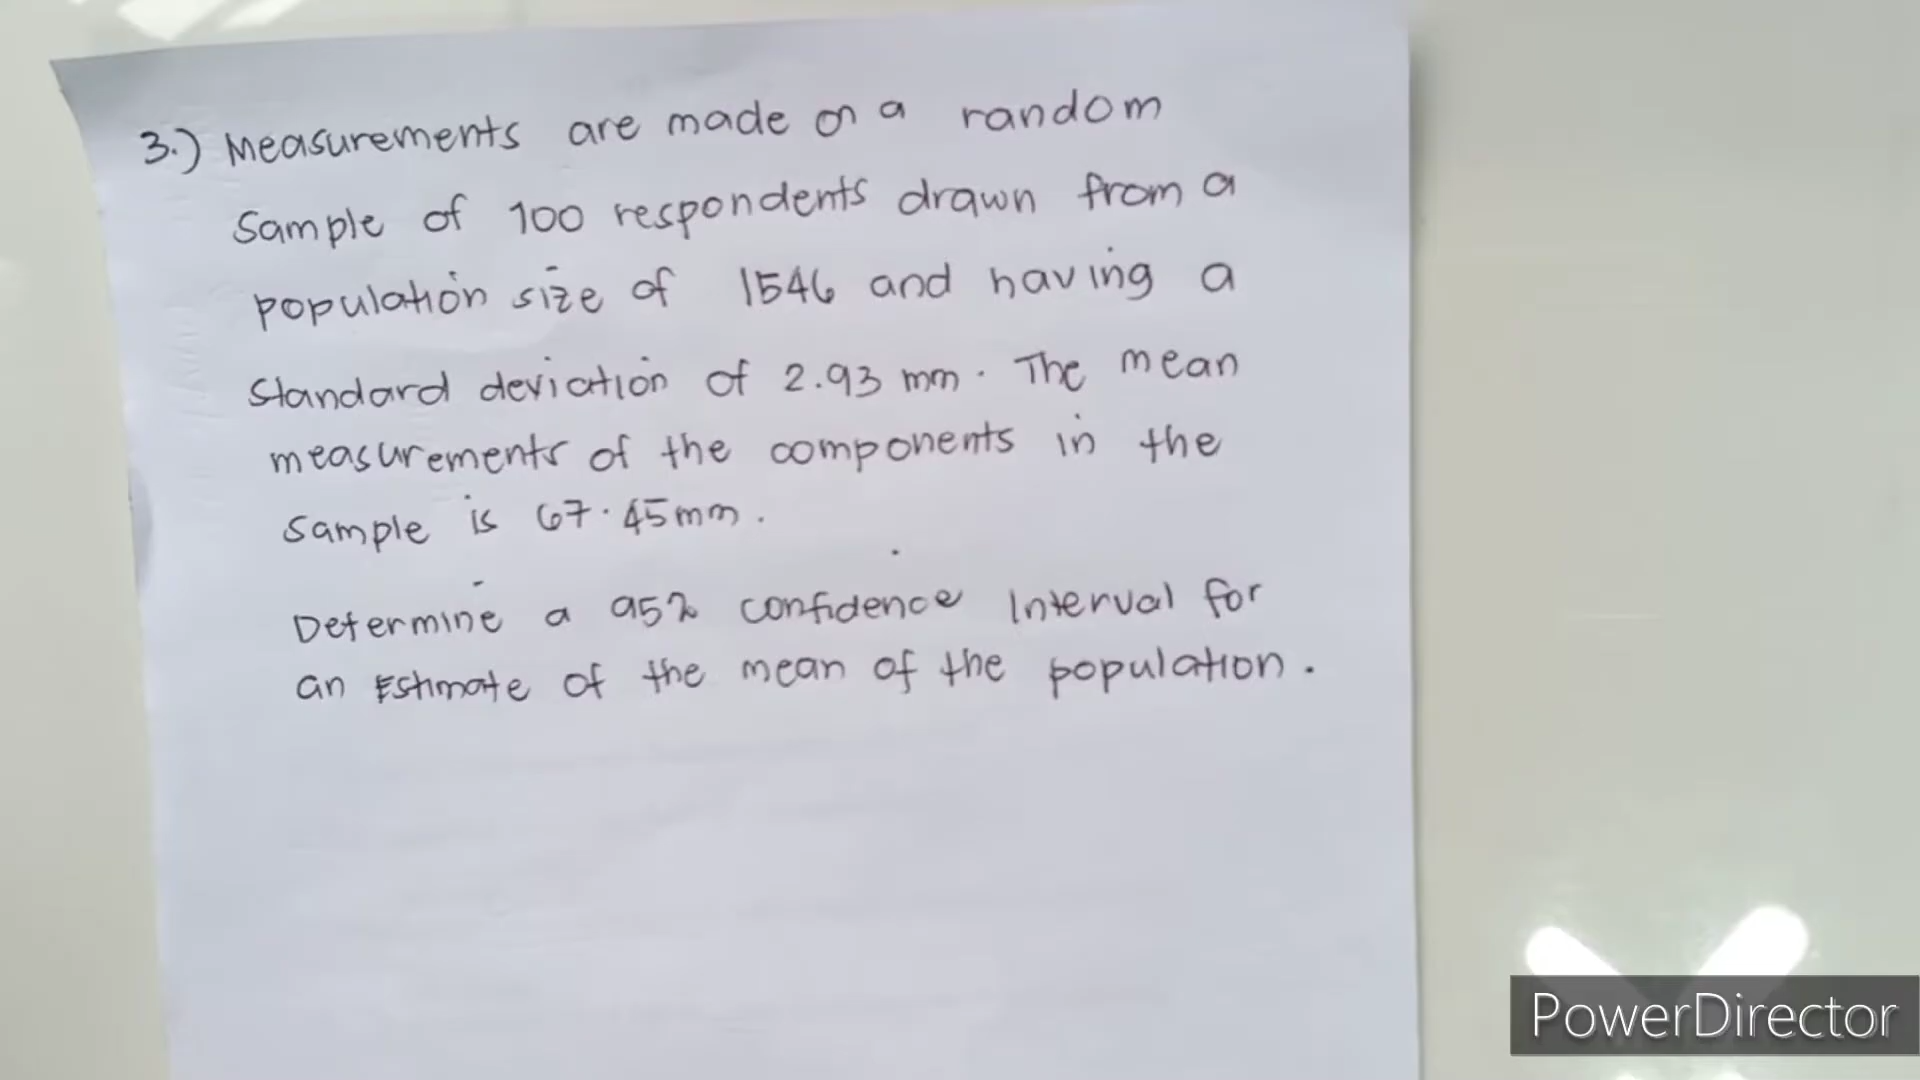 3.) Measurements are made on a random
Sample of 100 respondents drawn from a
population size of 1546 and having a
Standard deviation of 2.93 mm. The mean
measurements of the components in the
sample is 67.45mm.
Determine a 95% confidence Interval for
an Estimate of the mean of the population.
PowerDirector